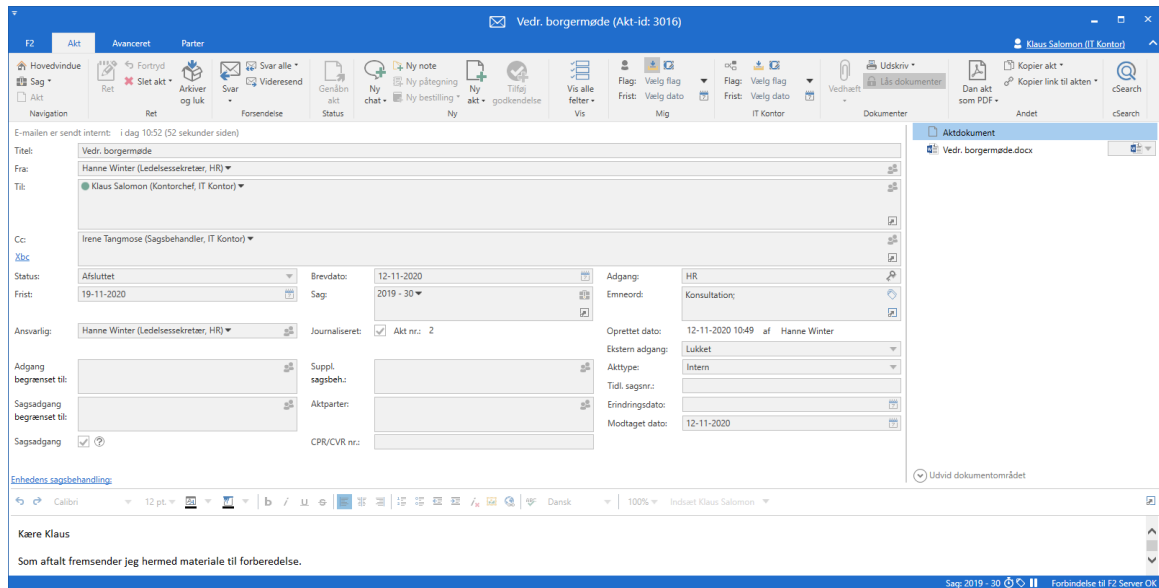 Vedr. borgermøde (Akt-id: 3016)
F2 Akt Avanceret Parter Klaus Salomon (IT Kontor)
Hovedvindue
Sag
Akt
Navigation
Ret
Fortryd
Slet akt
Arkiver og luk
Ret
Svar
Svar alle
Videresend
Forsendelse
Genåbn akt
Status
Ny chat
Ny note
Ny påtegning
Ny bestilling
Ny akt
Tilføj godkendelse
Ny
Vis alle felter
Vis
Flag: Vælg flag
Frist: Vælg dato
Mig
Flag: Vælg flag
Frist: Vælg dato
IT Kontor
Vedhæft
Udskriv
Lås dokumenter
Dokumenter
Dan akt som PDF
Kopier akt
Kopier link til akten
Andet
cSearch
cSearch
E-mailen er sendt internt: i dag 10:52 (52 sekunder siden)
Titel: Vedr. borgermøde
Fra: Hanne Winter (Ledelsessekretær, HR)
Til: Klaus Salomon (Kontorchef, IT Kontor)
Cc: Irene Tangmose (Sagsbehandler, IT Kontor)
Xbc
Status: Afsluttet Brevdato: 12-11-2020 Adgang: HR
Frist: 19-11-2020 Sag: 2019 - 30 Emneord: Konsultation;
Ansvarlig: Hanne Winter (Ledelsessekretær, HR) Journaliseret: Akt nr.: 2 Oprettet dato: 12-11-2020 10:49 af Hanne Winter
Ekstern adgang: Lukket
Adgang begrænset til: Suppl. sagsbeh.: Akttype: Intern
Tidl. sagsnr.:
Sagsadgang begrænset til: Aktparter: Erindringsdato:
Modtaget dato: 12-11-2020
Sagsadgang ? CPR/CVR nr.:
Enhedens sagsbehandling:
Aktdokument
Vedr. borgermøde.docx
Udvid dokumentområdet
Calibri 12 pt. b / u Dansk 100% Indsæt Klaus Salomon
Kære Klaus
Som aftalt fremsender jeg hermed materiale til forberedelse.
Sag: 2019 - 30 Forbindelse til F2 Server OK